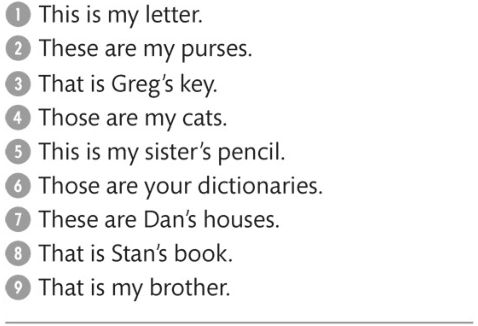 1 This is my letter.
2 These are my purses.
3 That is Greg's key.
4 Those are my cats.
5 This is my sister's pencil.
6 Those are your dictionaries.
7 These are Dan's houses.
8 That is Stan's book.
9 That is my brother.